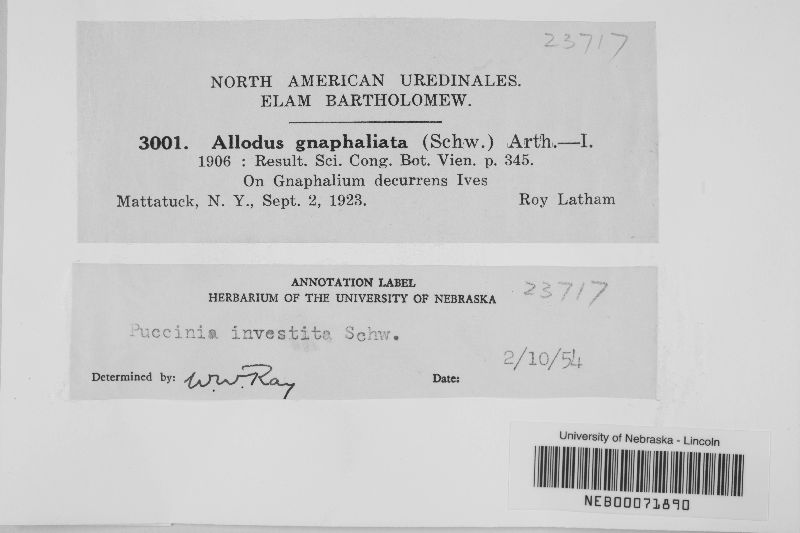 23717
NORTH AMERICAN UREDINALES.
ELAM BARTHOLOMEW.
3001. Allodus gnaphaliata (Schw.) Arth.—I.
1906 : Result. Sci. Cong. Bot. Vien. p. 345.
On Gnaphalium decurrens Ives
Mattatuck, N. Y., Sept. 2, 1923. Roy Latham
ANNOTATION LABEL
HERBARIUM OF THE UNIVERSITY OF NEBRASKA
23717
Puccinia investita Schw.
2/10/54
Determined by: W.W. Ray Date:
University of Nebraska - Lincoln
NEB00071890